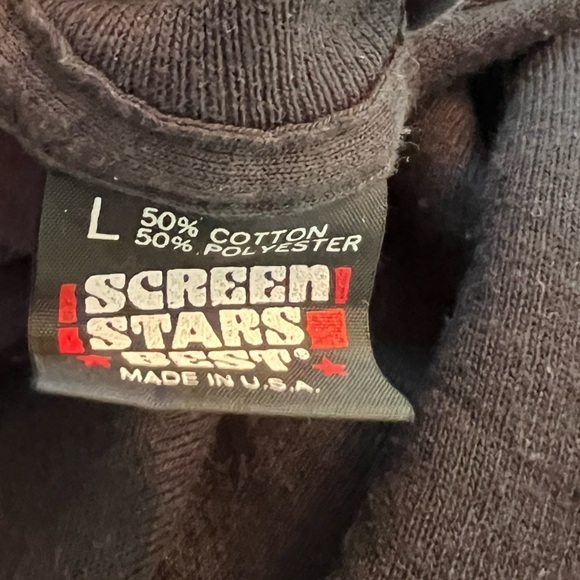 L 50% COTTON
50% POLYESTER
SCREEN
STARS
BEST®
MADE IN U.S.A.